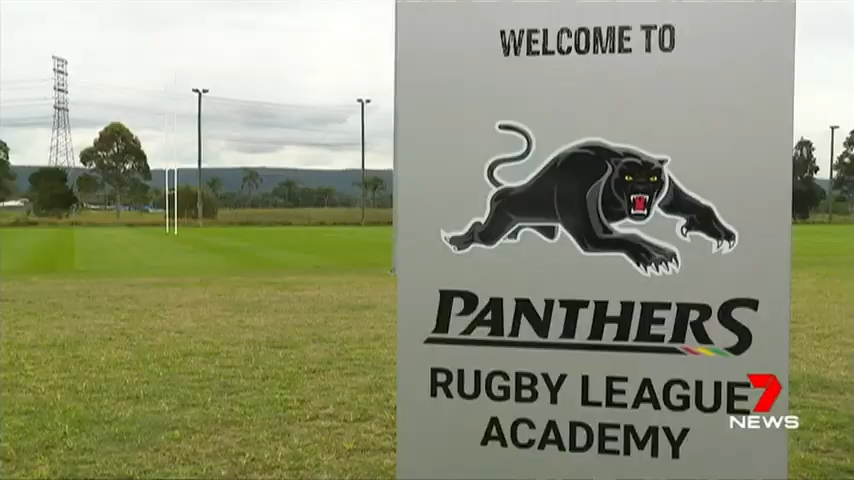 WELCOME TO
PANTHERS
RUGBY LEAGUE
ACADEMY
7
NEWS